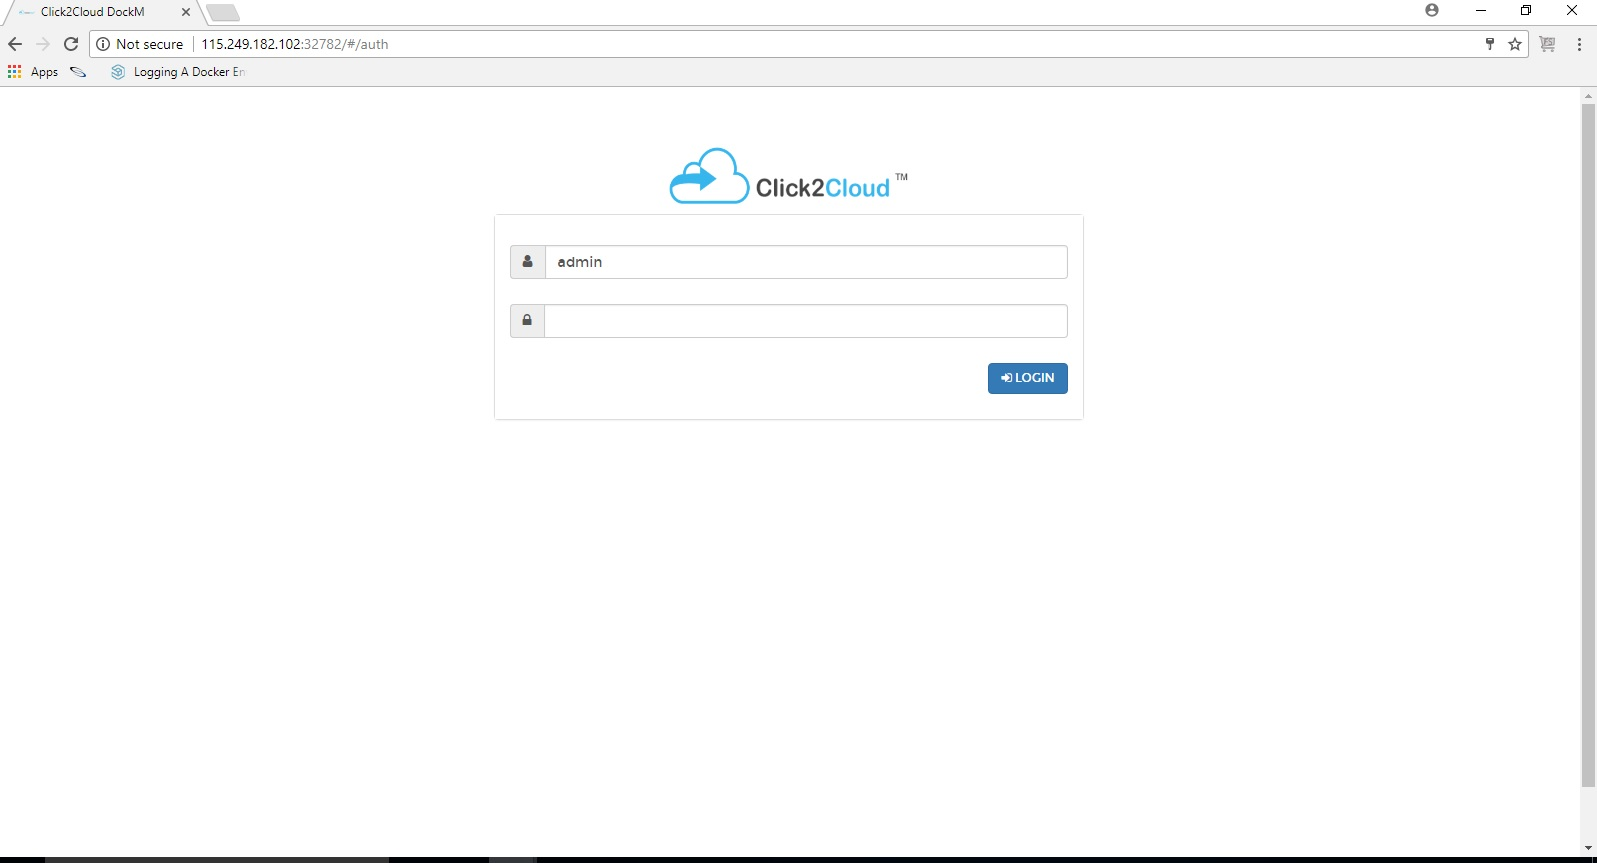 Click2Cloud DockM
Not secure 115.249.182.102:32782/#/auth
Apps Logging A Docker En
Click2Cloud TM
admin
LOGIN